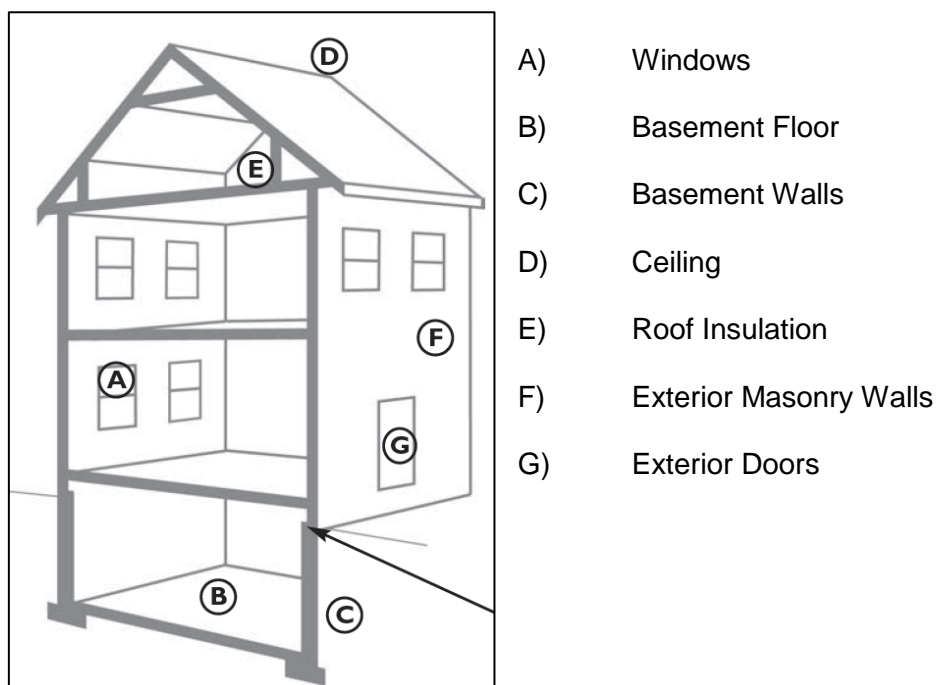 D
E
F
A
G
B
C
A) Windows
B) Basement Floor
C) Basement Walls
D) Ceiling
E) Roof Insulation
F) Exterior Masonry Walls
G) Exterior Doors